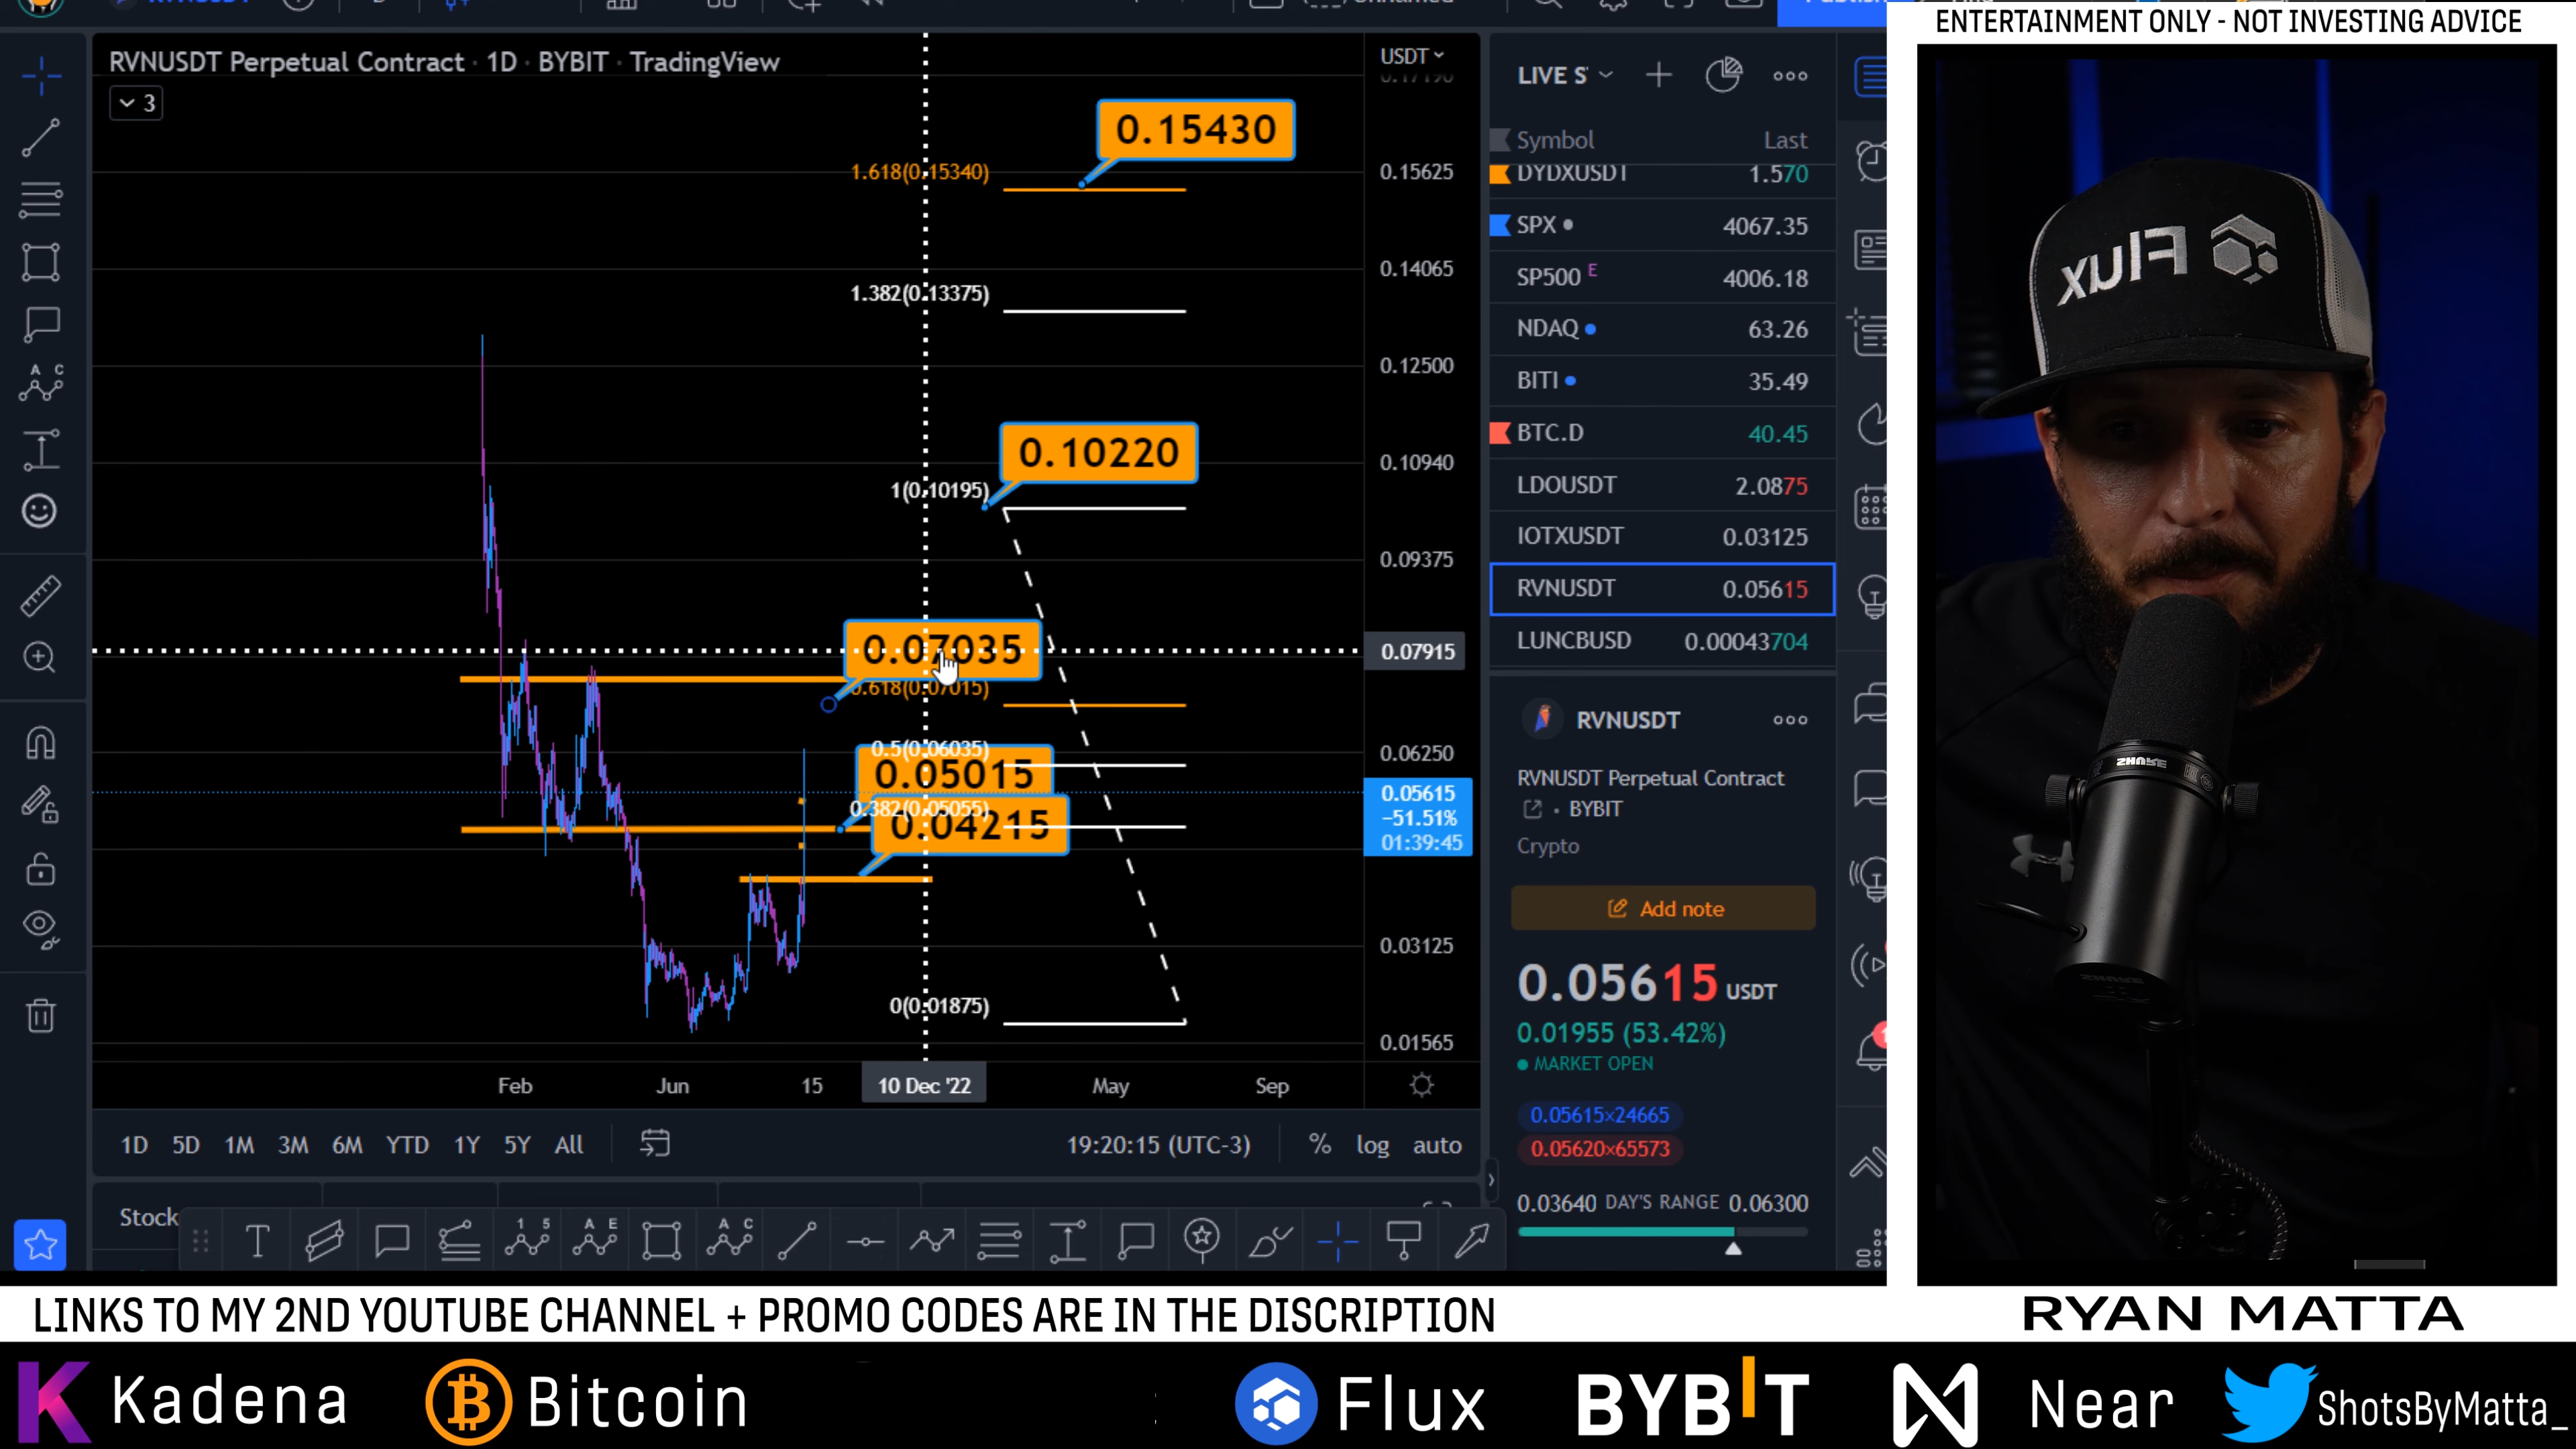 ENTERTAINMENT ONLY - NOT INVESTING ADVICE
RVNUSDT Perpetual Contract · 1D · BYBIT · TradingView
3
USDT
0.15430
1.618(0.15340)
0.15625
0.14065
1.382(0.13375)
0.12500
0.10220
0.10940
1(0.10195)
0.09375
0.07035
0.07915
0.618(0.07015)
0.5(0.06035)
0.06250
0.05015
0.05615
−51.51%
01:39:45
0.382(0.05055)
0.04215
0.03125
0(0.01875)
0.01565
Feb Jun 15 10 Dec '22 May Sep
1D 5D 1M 3M 6M YTD 1Y 5Y All
19:20:15 (UTC-3) % log auto
Stock
LIVE S
Symbol Last
DYDXUSDT 1.570
SPX 4067.35
SP500 E 4006.18
NDAQ 63.26
BITI 35.49
BTC.D 40.45
LDOUSDT 2.0875
IOTXUSDT 0.03125
RVNUSDT 0.05615
LUNCBUSD 0.00043704
RVNUSDT
RVNUSDT Perpetual Contract
· BYBIT
Crypto
Add note
0.05615 USDT
0.01955 (53.42%)
MARKET OPEN
0.05615×24665
0.05620×65573
0.03640 DAY'S RANGE 0.06300
Flux
SHURE
LINKS TO MY 2ND YOUTUBE CHANNEL + PROMO CODES ARE IN THE DISCRIPTION
RYAN MATTA
Kadena
Bitcoin
Flux
BYBIT
Near
ShotsByMatta_